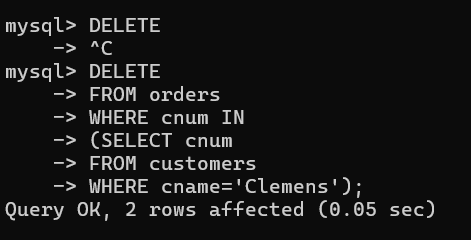 mysql> DELETE
    -> ^C
mysql> DELETE
    -> FROM orders
    -> WHERE cnum IN
    -> (SELECT cnum
    -> FROM customers
    -> WHERE cname='Clemens');
Query OK, 2 rows affected (0.05 sec)